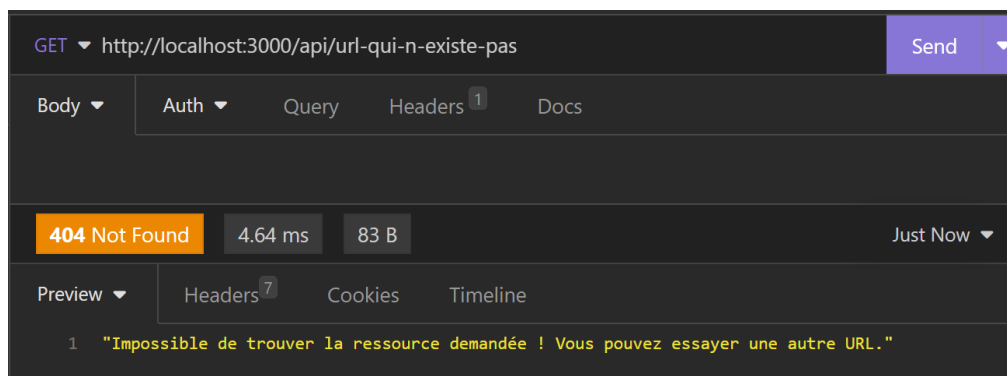 GET http://localhost:3000/api/url-qui-n-existe-pas Send
Body Auth Query Headers 1 Docs
404 Not Found 4.64 ms 83 B Just Now
Preview Headers 7 Cookies Timeline
1 "Impossible de trouver la ressource demandée ! Vous pouvez essayer une autre URL."